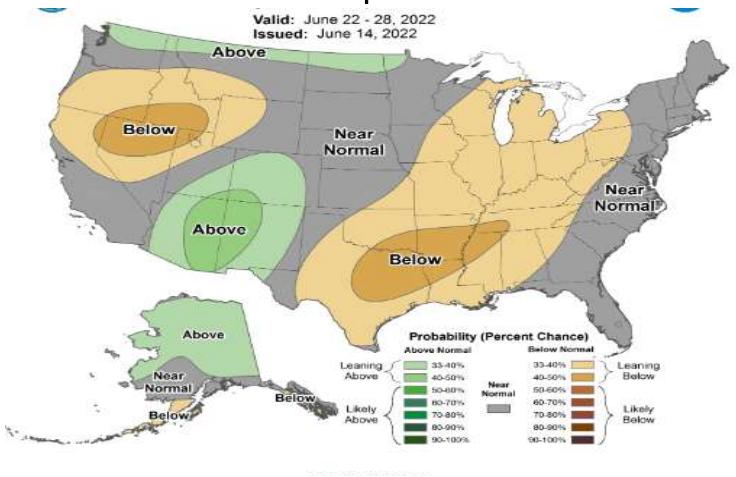 Valid: June 22 - 28, 2022
Issued: June 14, 2022
Above
Below
Near
Normal
Above
Near
Normal
Below
Above
Near
Normal
Below
Below
Probability (Percent Chance)
Above Normal
Below Normal
Leaning
Above
33-40%
40-50%
Likely
Above
50-60%
60-70%
70-80%
80-90%
90-100%
Near
Normal
33-40%
40-50%
Leaning
Below
50-60%
60-70%
70-80%
80-90%
90-100%
Likely
Below